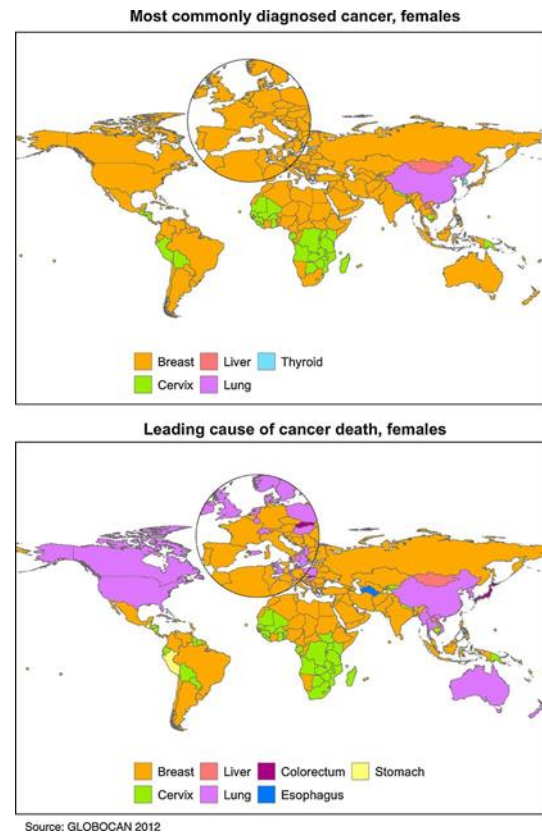 Most commonly diagnosed cancer, females
Breast Liver Thyroid
Cervix Lung
Leading cause of cancer death, females
Breast Liver Colorectum Stomach
Cervix Lung Esophagus
Source: GLOBOCAN 2012